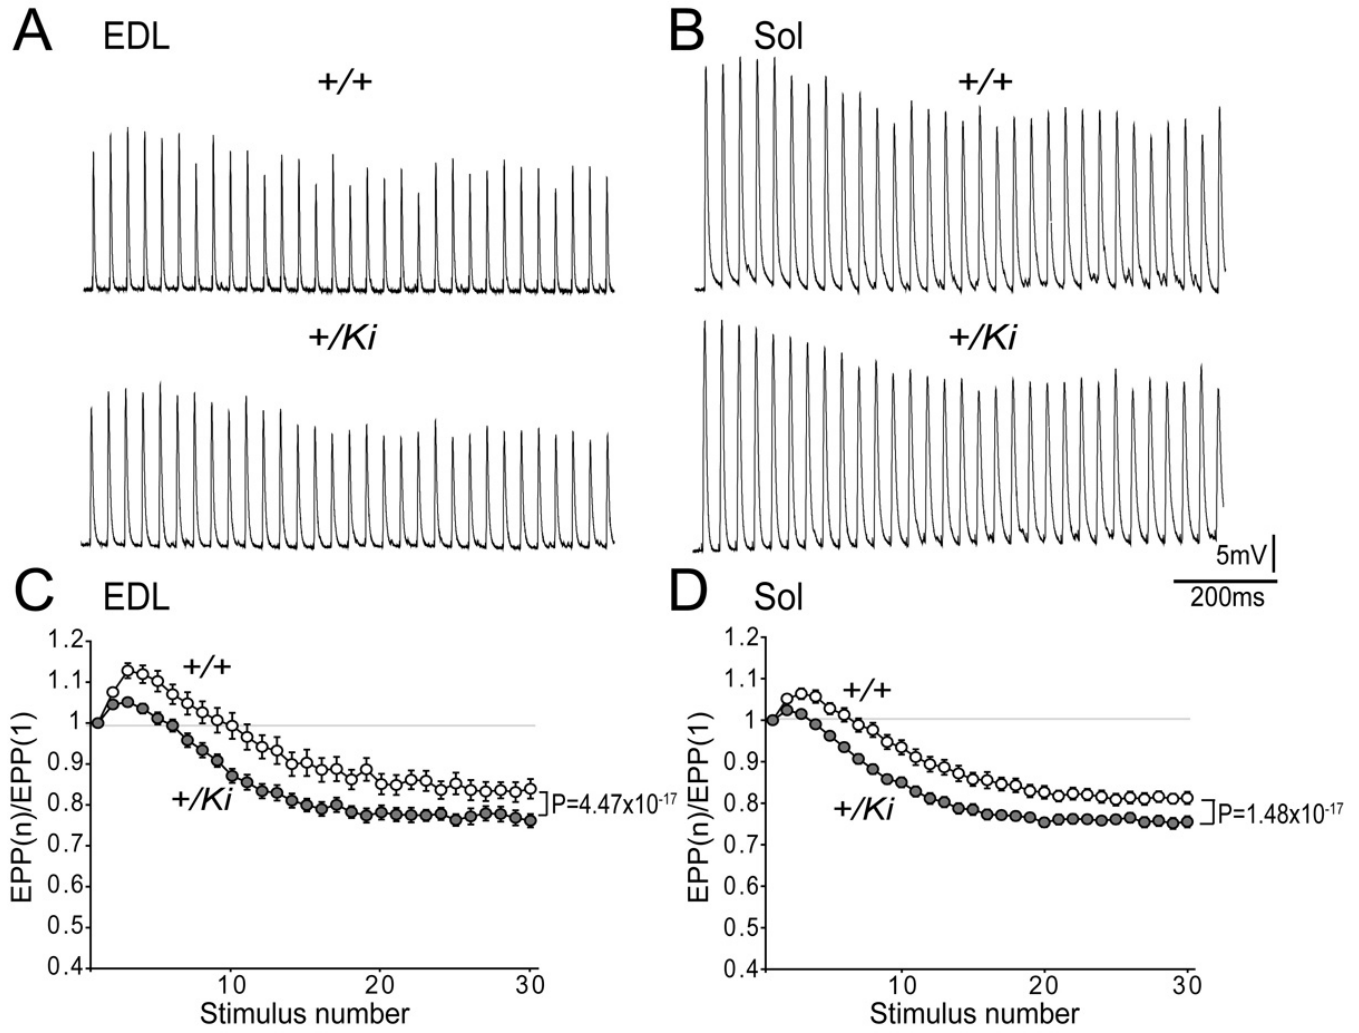 A EDL
B Sol
+/+
+/+
+/Ki
+/Ki
5mV
200ms
C EDL
D Sol
EPP(n)/EPP(1)
1.2
1.1
1
0.9
0.8
0.7
0.6
0.5
0.4
+/+
+/Ki
P=4.47x10-17
10 20 30
Stimulus number
EPP(n)/EPP(1)
1.2
1.1
1
0.9
0.8
0.7
0.6
0.5
0.4
+/+
+/Ki
P=1.48x10-17
10 20 30
Stimulus number